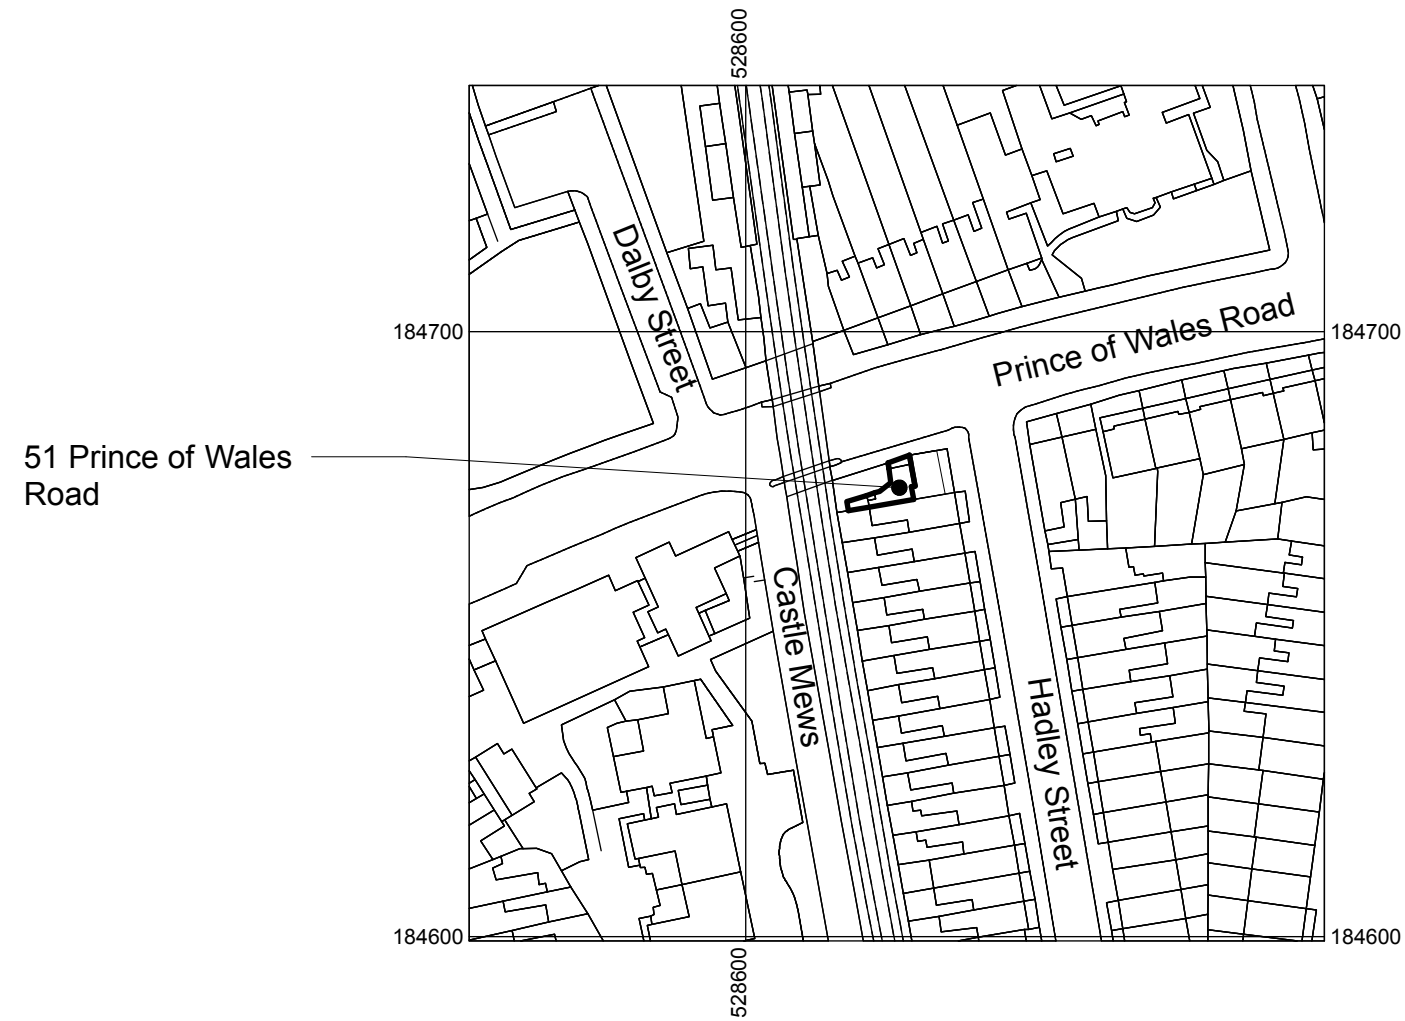 528600
Dalby Street
184700
184700
Prince of Wales Road
51 Prince of Wales
Road
Castle Mews
Hadley Street
184600
184600
528600